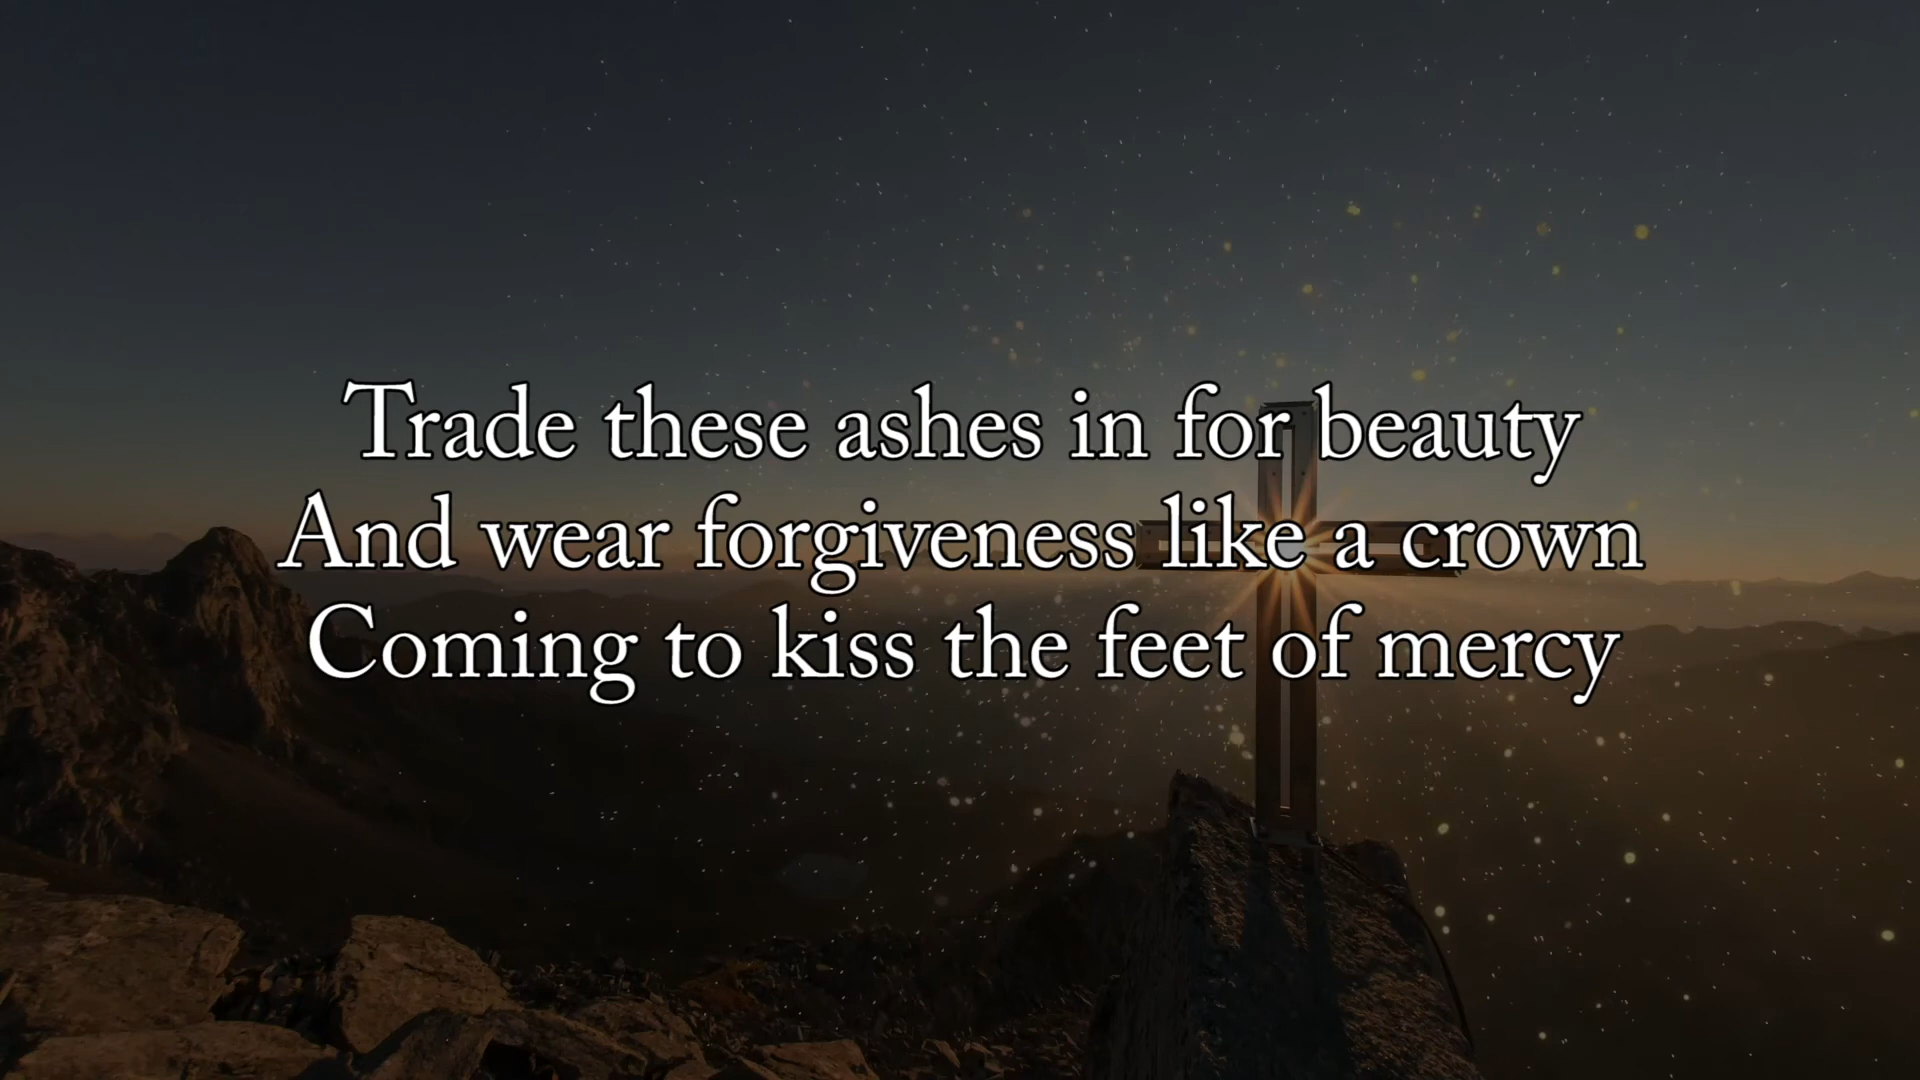 Trade these ashes in for beauty
And wear forgiveness like a crown
Coming to kiss the feet of mercy